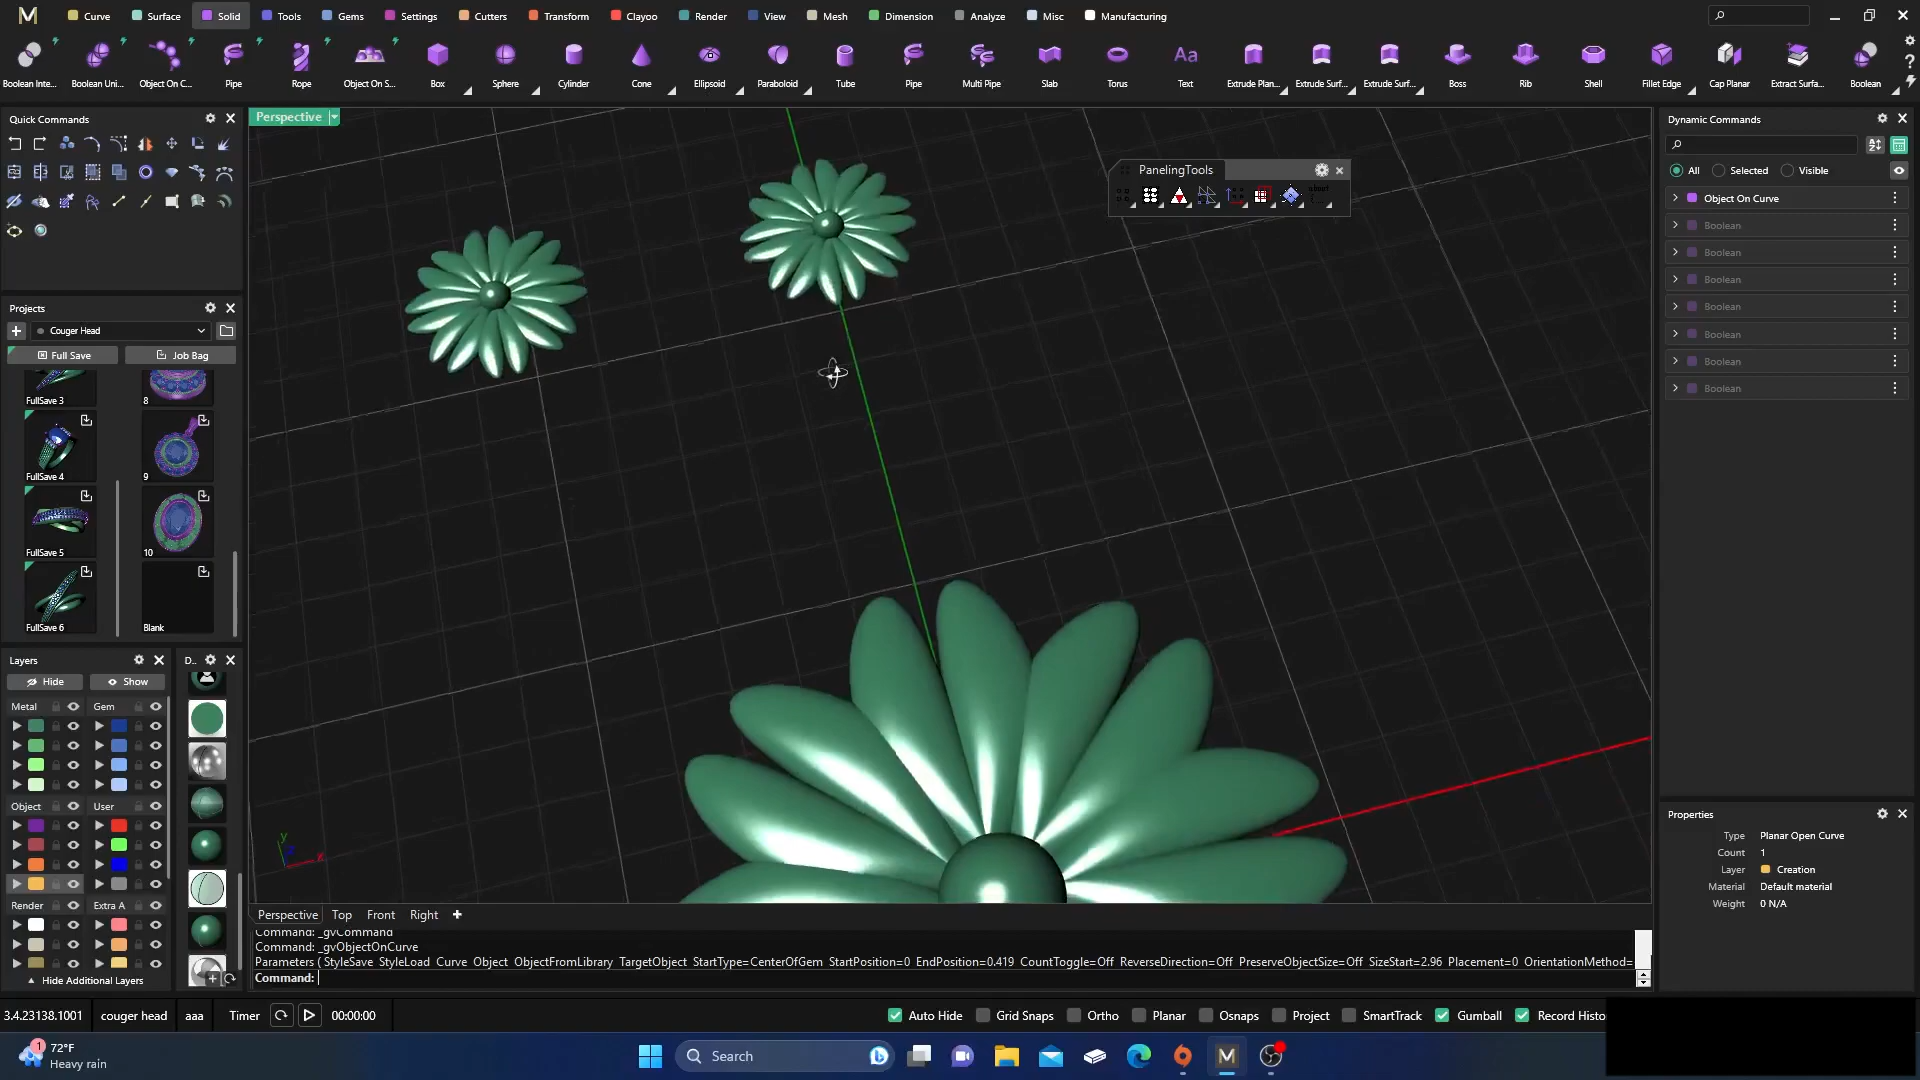 Curve Surface Solid Tools Gems Settings Cutters Transform Clayoo Render View Mesh Dimension Analyze Misc Manufacturing
Boolean Inte... Boolean Uni... Object On C... Pipe Rope Object On S... Box Sphere Cylinder Cone Ellipsoid Paraboloid Tube Pipe Multi Pipe Slab Torus Text Extrude Plan... Extrude Surf... Extrude Surf... Boss Rib Shell Fillet Edge Cap Planar Extract Surfa... Boolean
Quick Commands
Projects
Couger Head
Full Save Job Bag
FullSave 3 8
FullSave 4 9
FullSave 5 10
FullSave 6 Blank
Layers D..
Hide Show
Metal Gem
Object User
Render Extra A
Hide Additional Layers
Perspective
PanelingTools
about
Perspective Top Front Right
Command: _gvCommand
Command: _gvObjectOnCurve
Parameters ( StyleSave StyleLoad Curve Object ObjectFromLibrary TargetObject StartType=CenterOfGem StartPosition=0 EndPosition=0.419 CountToggle=Off ReverseDirection=Off PreserveObjectSize=Off SizeStart=2.96 Placement=0 OrientationMethod=
Command:
Dynamic Commands
All Selected Visible
Object On Curve
Boolean
Boolean
Boolean
Boolean
Boolean
Boolean
Boolean
Properties
Type Planar Open Curve
Count 1
Layer Creation
Material Default material
Weight 0 N/A
3.4.23138.1001 couger head aaa Timer 00:00:00 Auto Hide Grid Snaps Ortho Planar Osnaps Project SmartTrack Gumball Record Histo
1
72°F
Heavy rain
Search
y
x